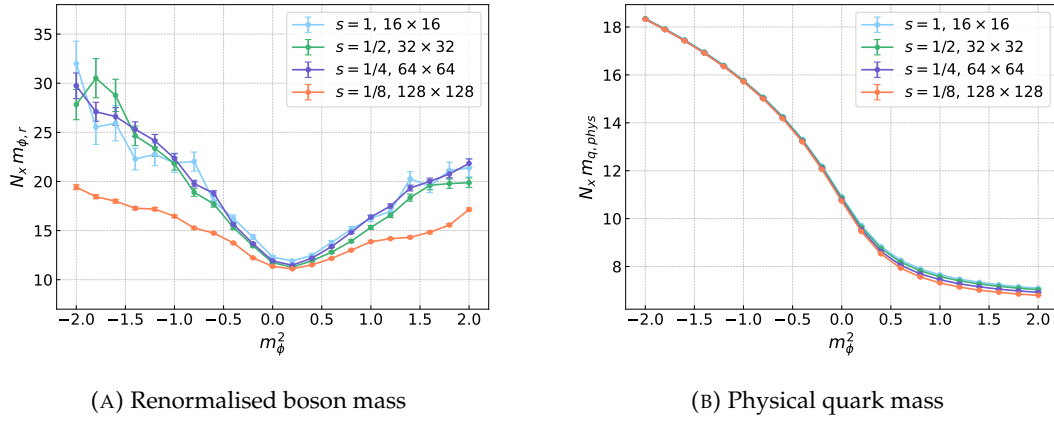 s = 1, 16 × 16
s = 1/2, 32 × 32
s = 1/4, 64 × 64
s = 1/8, 128 × 128
35
30
25
20
15
10
N_x m_{ϕ,r}
−2.0 −1.5 −1.0 −0.5 0.0 0.5 1.0 1.5 2.0
m_ϕ^2
(A) Renormalised boson mass
s = 1, 16 × 16
s = 1/2, 32 × 32
s = 1/4, 64 × 64
s = 1/8, 128 × 128
18
16
14
12
10
8
N_x m_{q,phys}
−2.0 −1.5 −1.0 −0.5 0.0 0.5 1.0 1.5 2.0
m_ϕ^2
(B) Physical quark mass